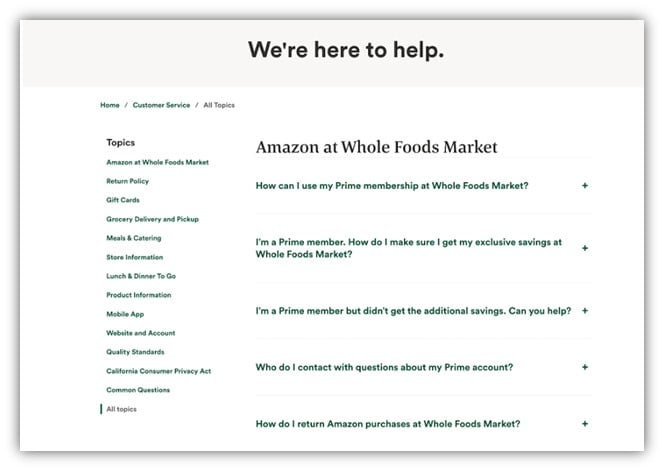 We're here to help.
Home / Customer Service / All Topics
Topics
Amazon at Whole Foods Market
Return Policy
Gift Cards
Grocery Delivery and Pickup
Meals & Catering
Store Information
Lunch & Dinner To Go
Product Information
Mobile App
Website and Account
Quality Standards
California Consumer Privacy Act
Common Questions
All topics
Amazon at Whole Foods Market
How can I use my Prime membership at Whole Foods Market? +
I'm a Prime member. How do I make sure I get my exclusive savings at
Whole Foods Market? +
I'm a Prime member but didn't get the additional savings. Can you help? +
Who do I contact with questions about my Prime account? +
How do I return Amazon purchases at Whole Foods Market? +